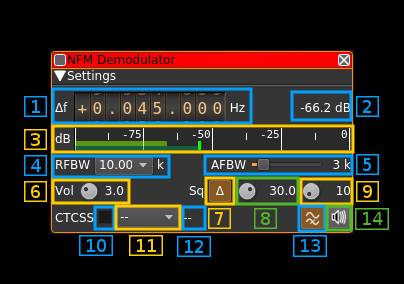 NFM Demodulator
▼Settings
1 Δf +0.045.000 Hz -66.2 dB 2
3 dB -75 -50 -25 0
4 RFBW 10.00 k AFBW 3 k 5
6 Vol 3.0 Sq Δ 30.0 10 9
CTCSS -- -- 7 8 14
10 11 12 13